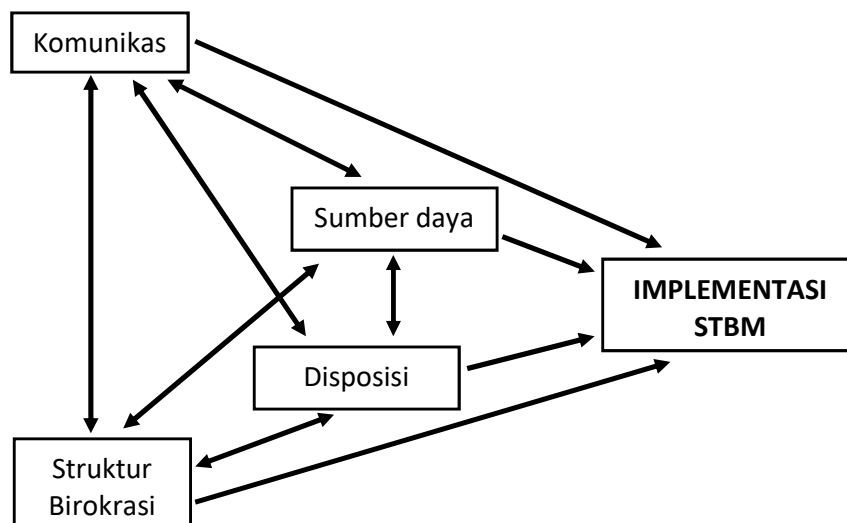 Komunikas
Sumber daya
IMPLEMENTASI
STBM
Disposisi
Struktur
Birokrasi